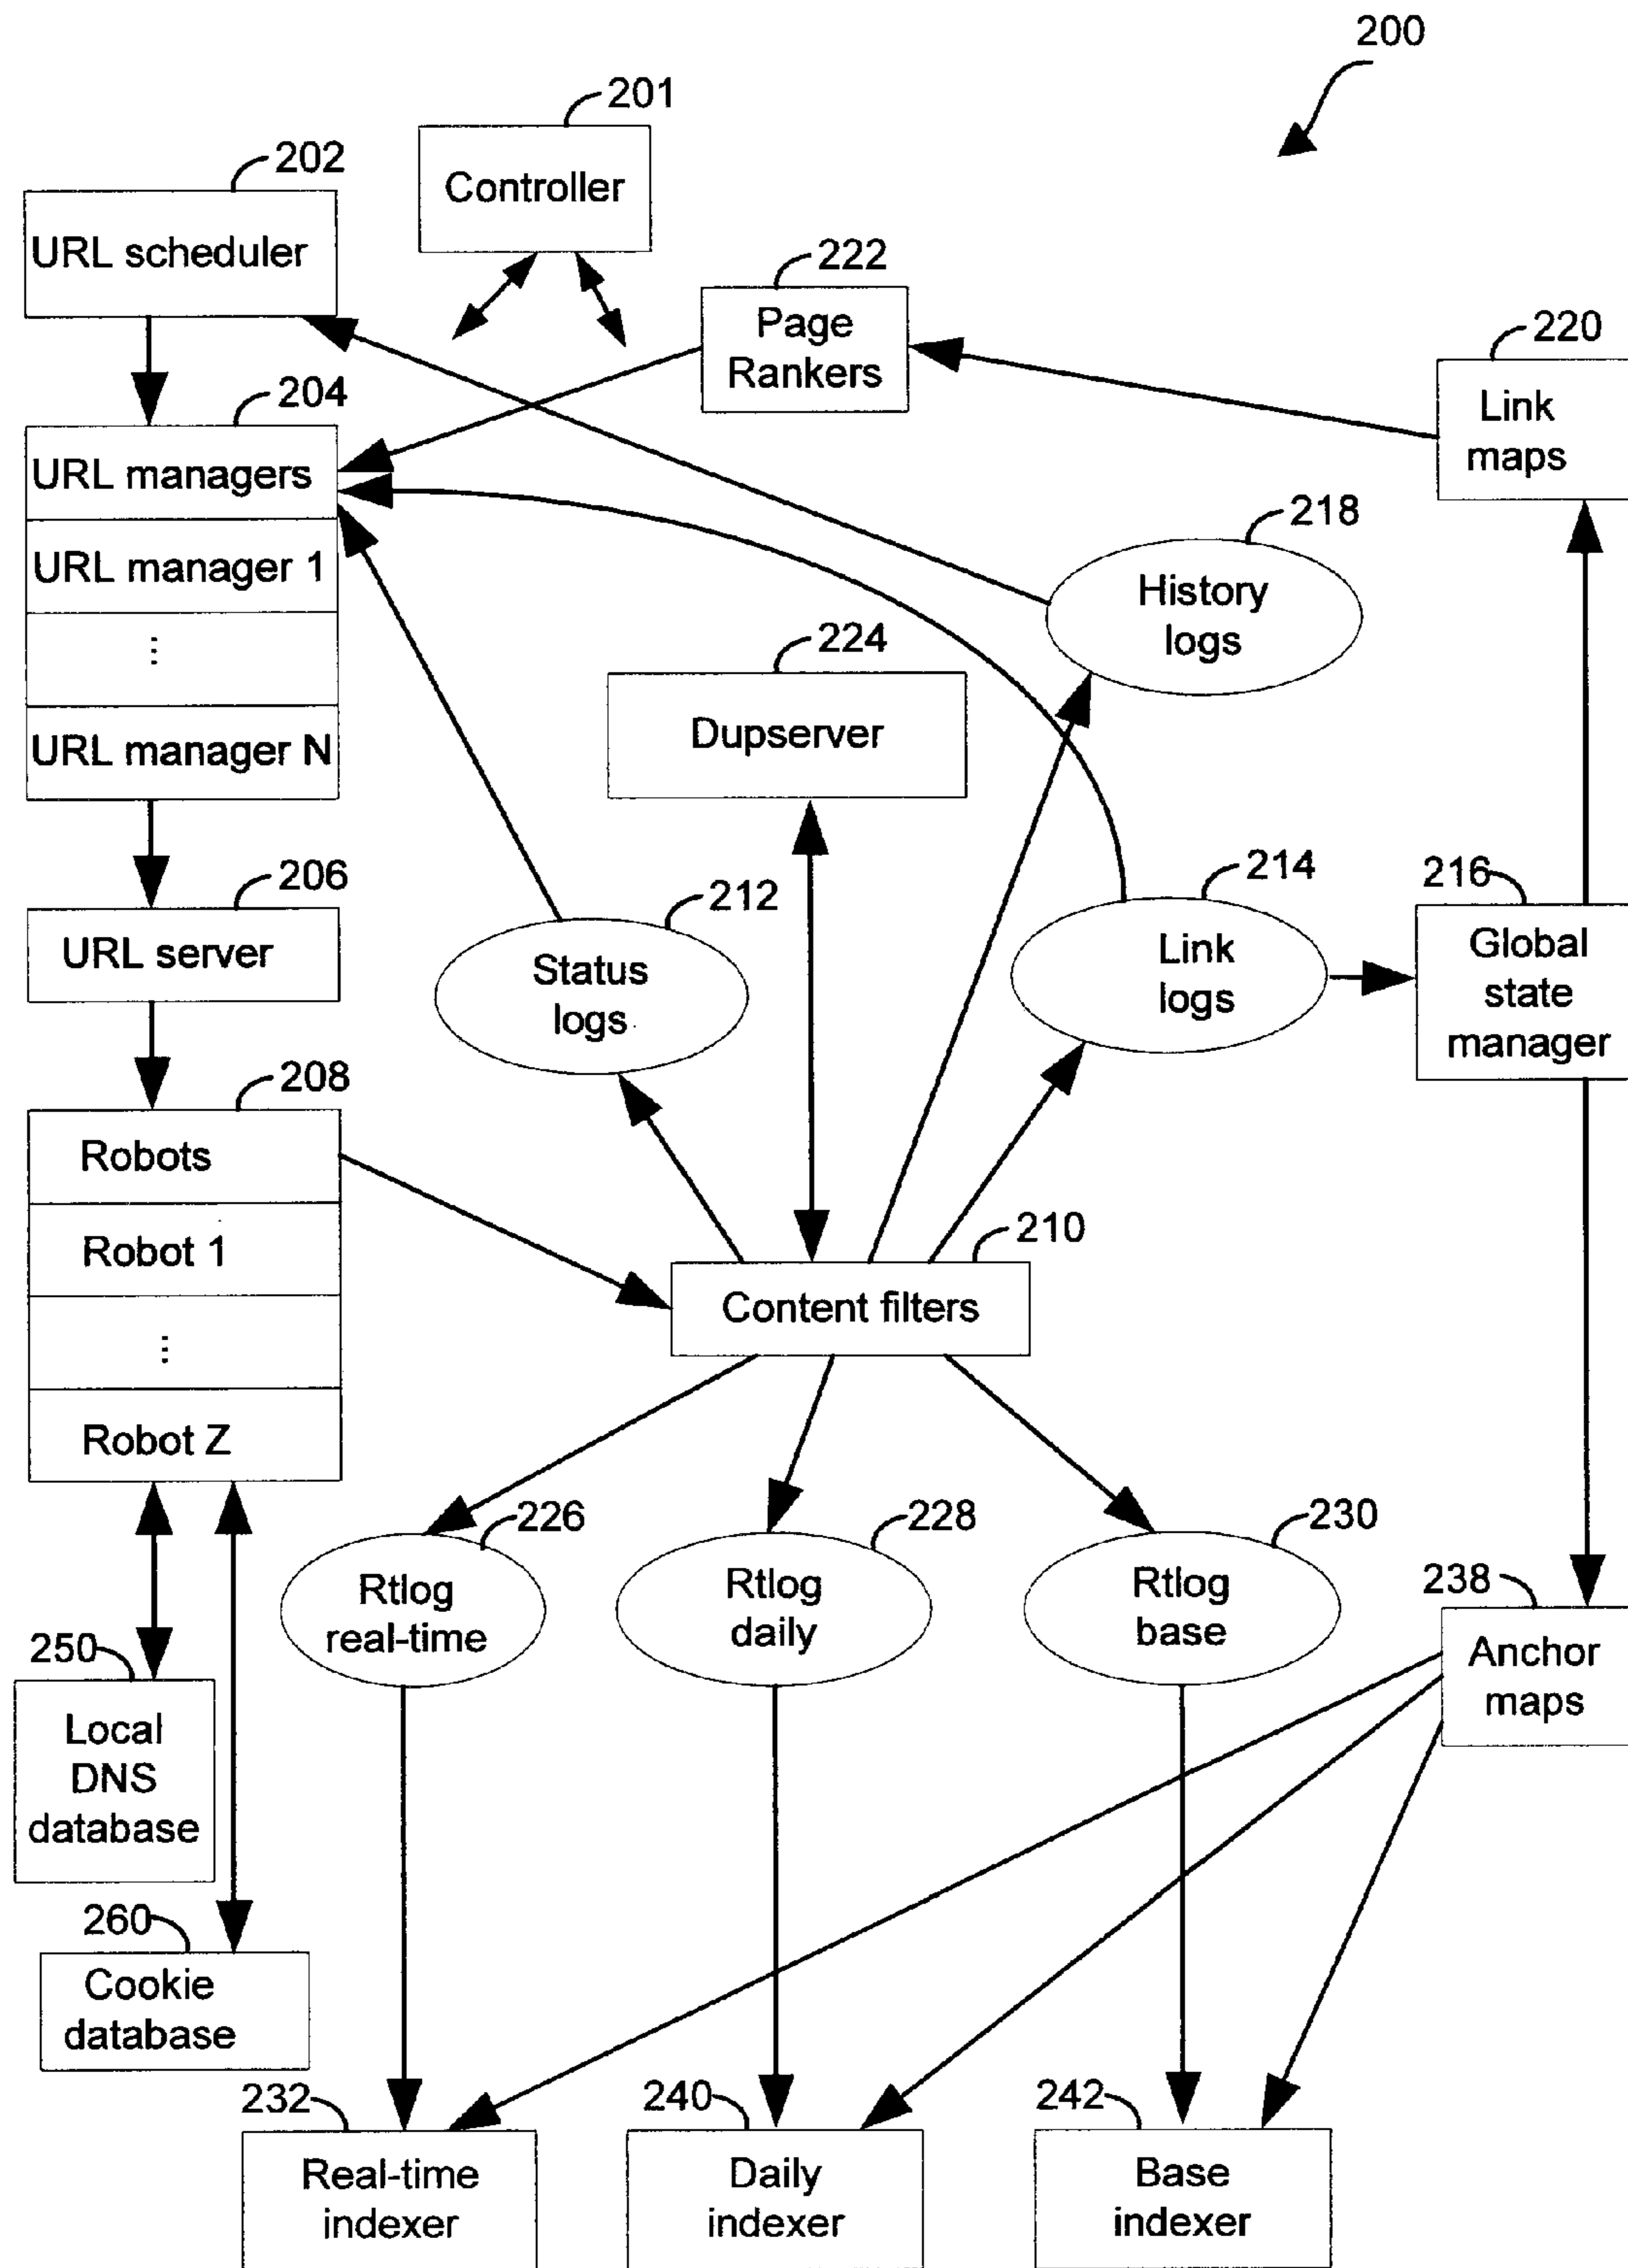 200
201
Controller
202
URL scheduler
222
Page
Rankers
220
Link
maps
204
URL managers
URL manager 1
...
URL manager N
218
History
logs
224
Dupserver
206
URL server
212
Status
logs
214
Link
logs
216
Global
state
manager
208
Robots
Robot 1
...
Robot Z
210
Content filters
226
Rtlog
real-time
228
Rtlog
daily
230
Rtlog
base
238
Anchor
maps
250
Local
DNS
database
260
Cookie
database
232
Real-time
indexer
240
Daily
indexer
242
Base
indexer